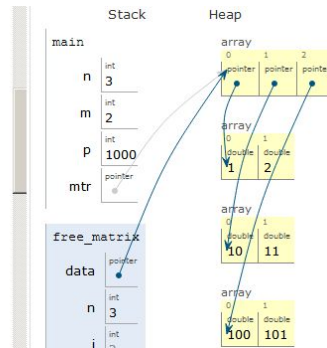 Stack Heap
main
int
n 3
int
m 2
int
p 1000
pointer
mtr
array
0 1 2
pointer pointer pointer
array
0 1
double double
1 2
free_matrix
pointer
data
int
n 3
int
array
0 1
double double
10 11
array
0 1
double double
100 101